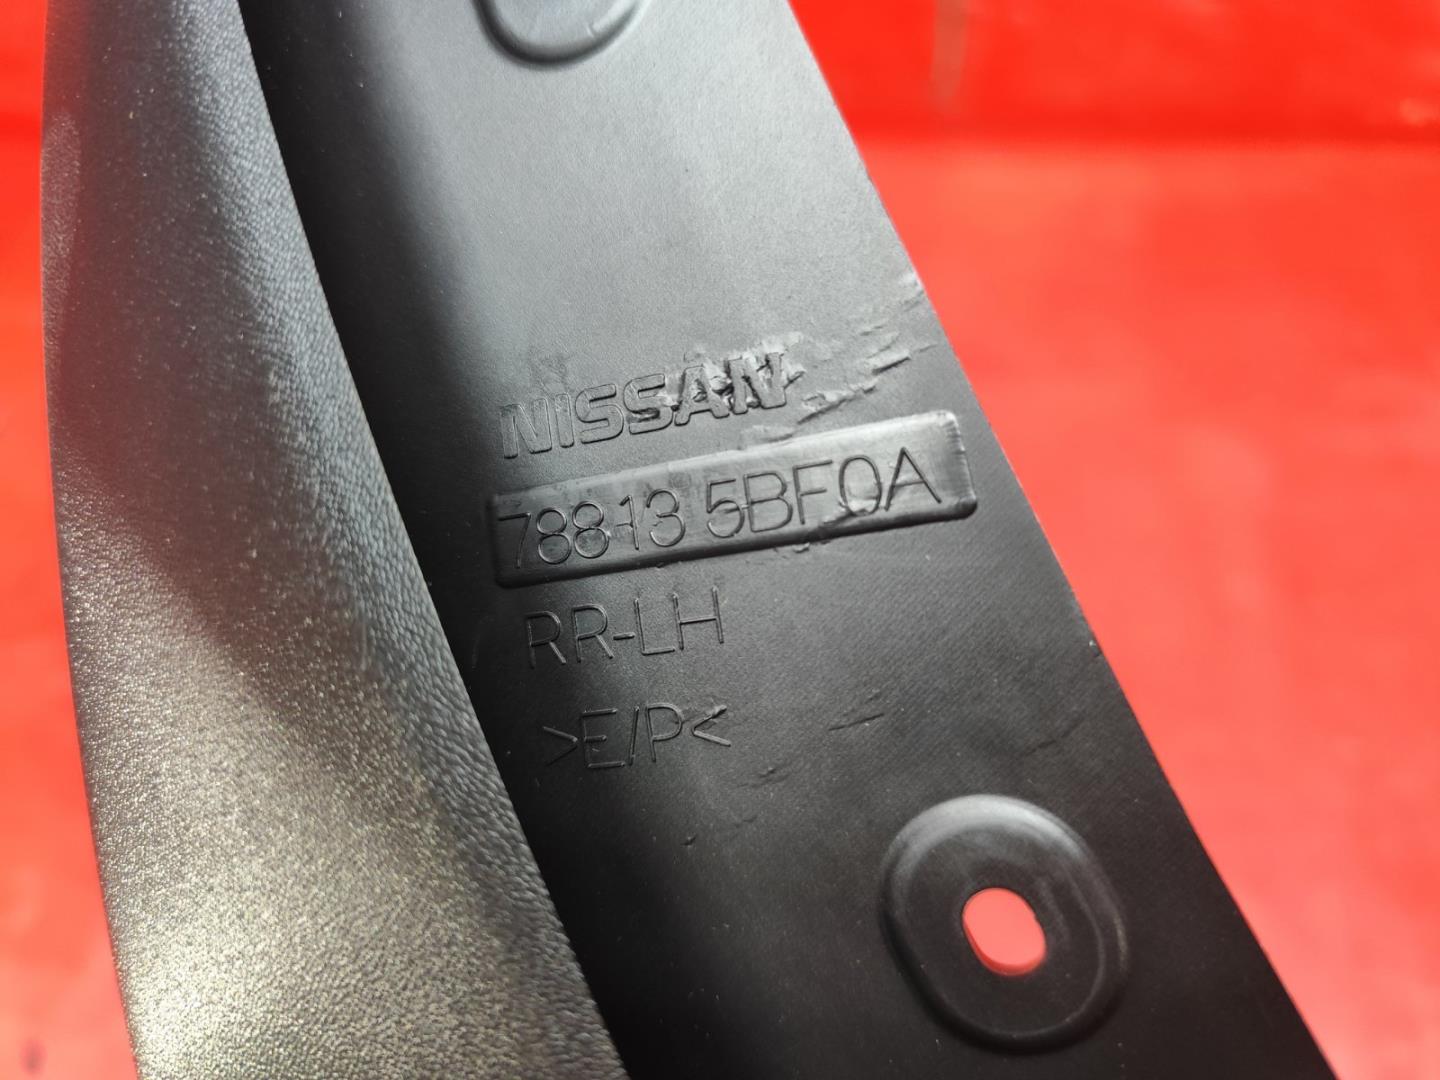 NISSAN
78813 5BF0A
RR-LH
>E/P<